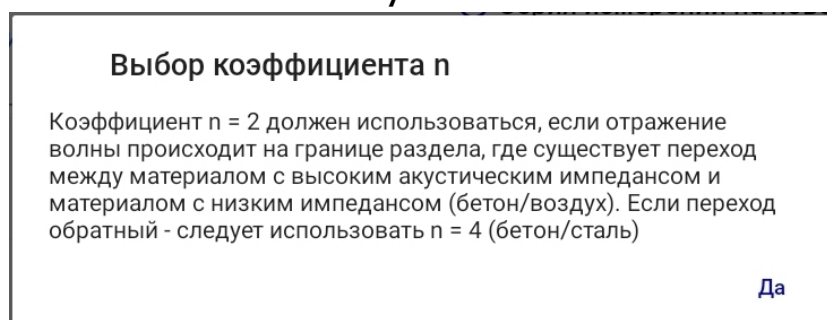 Выбор коэффициента n
Коэффициент n = 2 должен использоваться, если отражение
волны происходит на границе раздела, где существует переход
между материалом с высоким акустическим импедансом и
материалом с низким импедансом (бетон/воздух). Если переход
обратный - следует использовать n = 4 (бетон/сталь)
Да